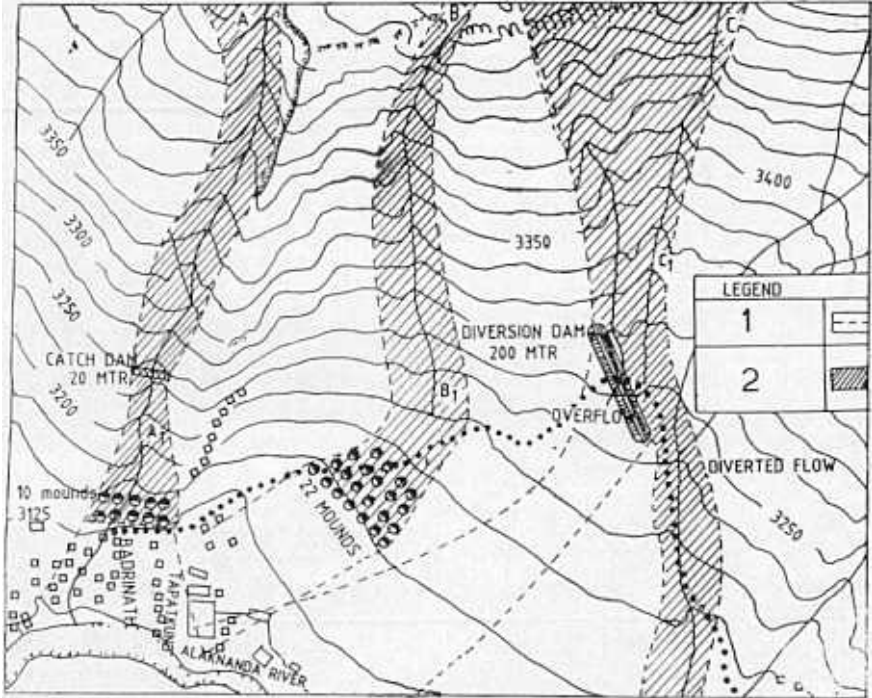 A
B
C
3350
3400
3300
3350
C1
3250
LEGEND
1
2
DIVERSION DAM
200 MTR
CATCH DAM
20 MTR
3200
B1
OVERFLOW
A1
DIVERTED FLOW
10 mounds
3125
22 MOUNDS
3250
BADRINATH
TAPATKUND
ALAKNANDA RIVER